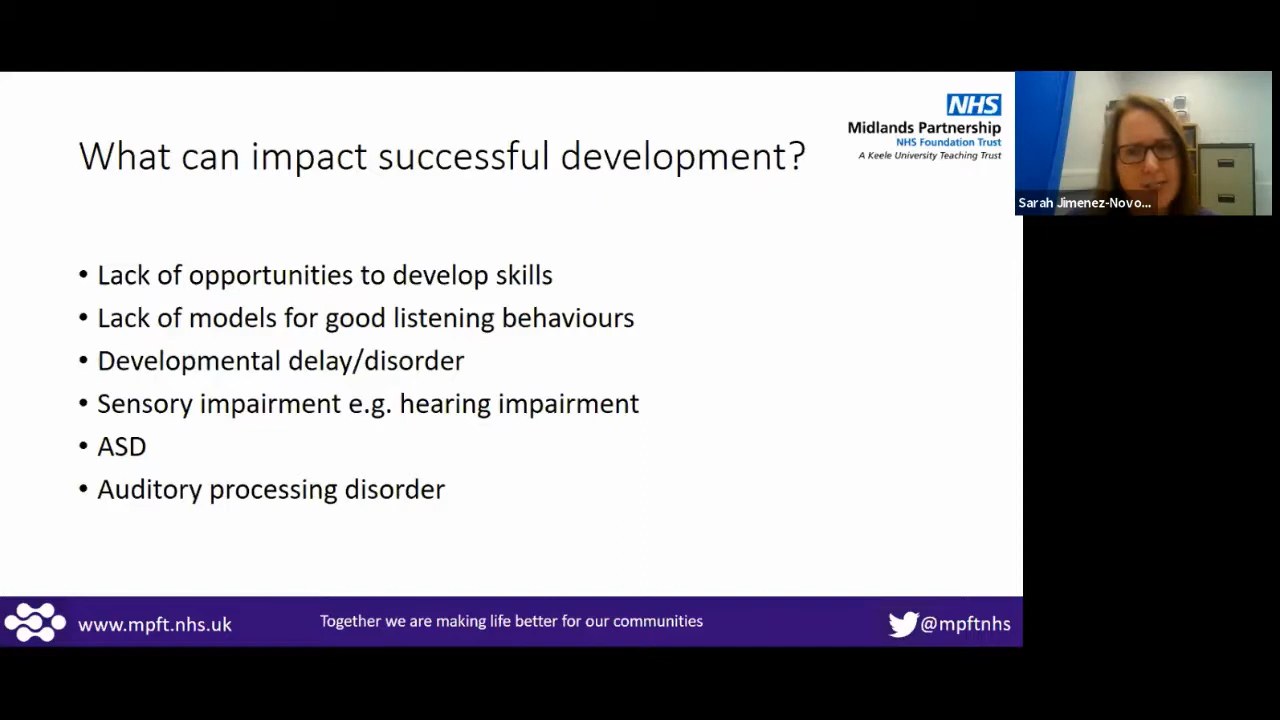 What can impact successful development?
NHS
Midlands Partnership
NHS Foundation Trust
A Keele University Teaching Trust
Sarah Jimenez-Novo...
• Lack of opportunities to develop skills
• Lack of models for good listening behaviours
• Developmental delay/disorder
• Sensory impairment e.g. hearing impairment
• ASD
• Auditory processing disorder
www.mpft.nhs.uk
Together we are making life better for our communities
@mpftnhs